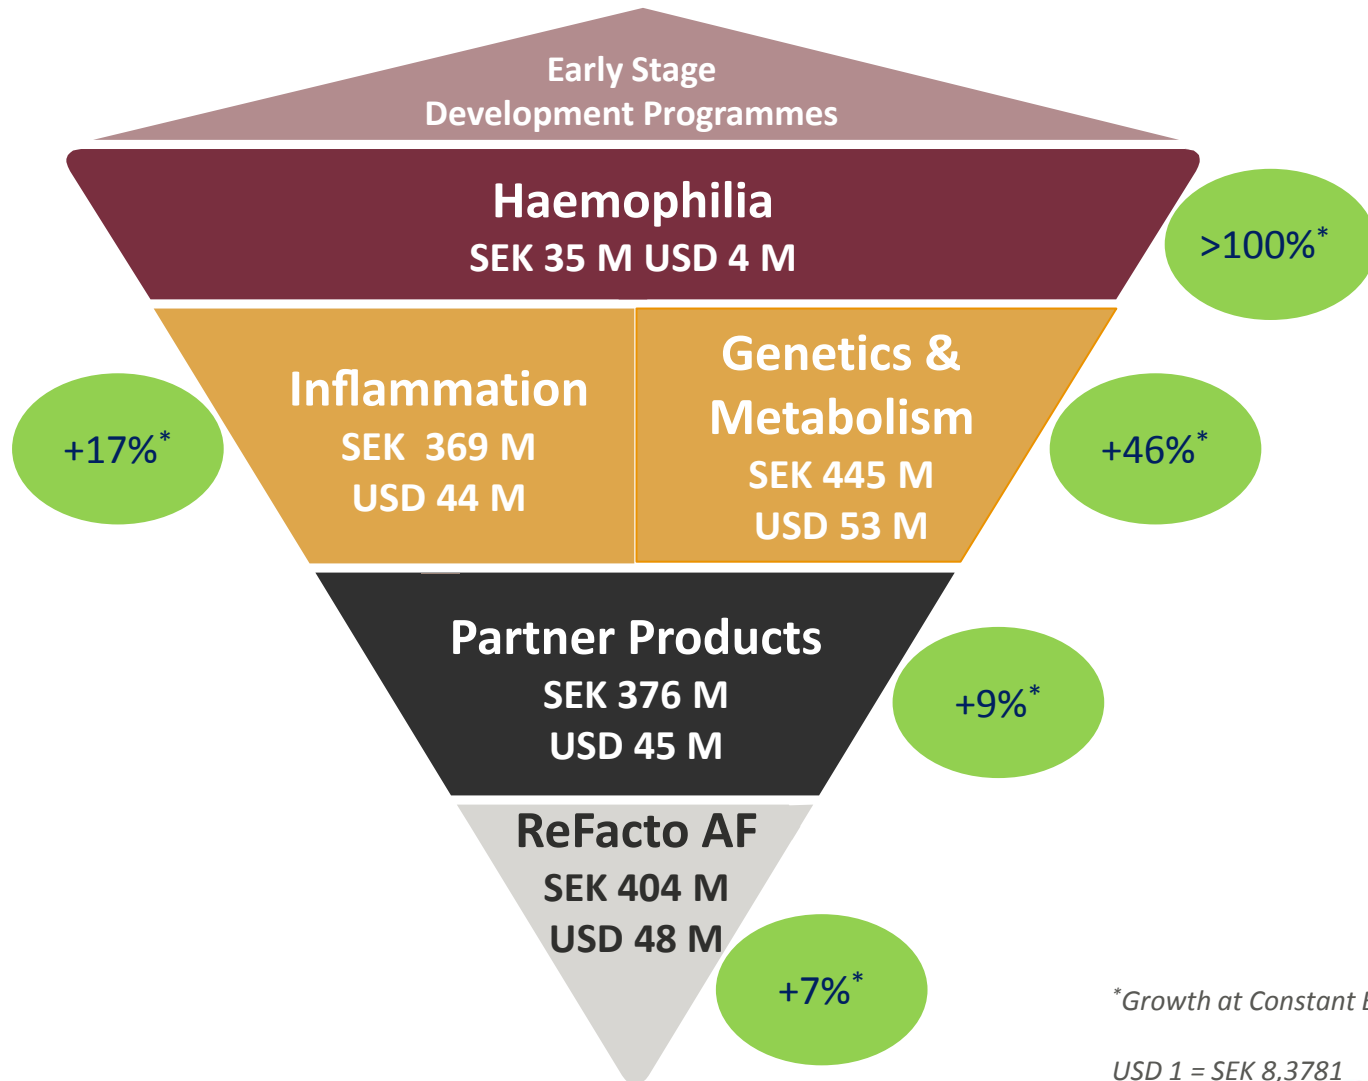 Early Stage
Development Programmes
Haemophilia
SEK 35 M USD 4 M
>100%*
Inflammation
SEK 369 M
USD 44 M
+17%*
Genetics &
Metabolism
SEK 445 M
USD 53 M
+46%*
Partner Products
SEK 376 M
USD 45 M
+9%*
ReFacto AF
SEK 404 M
USD 48 M
+7%*
*Growth at Constant
USD 1 = SEK 8,3781